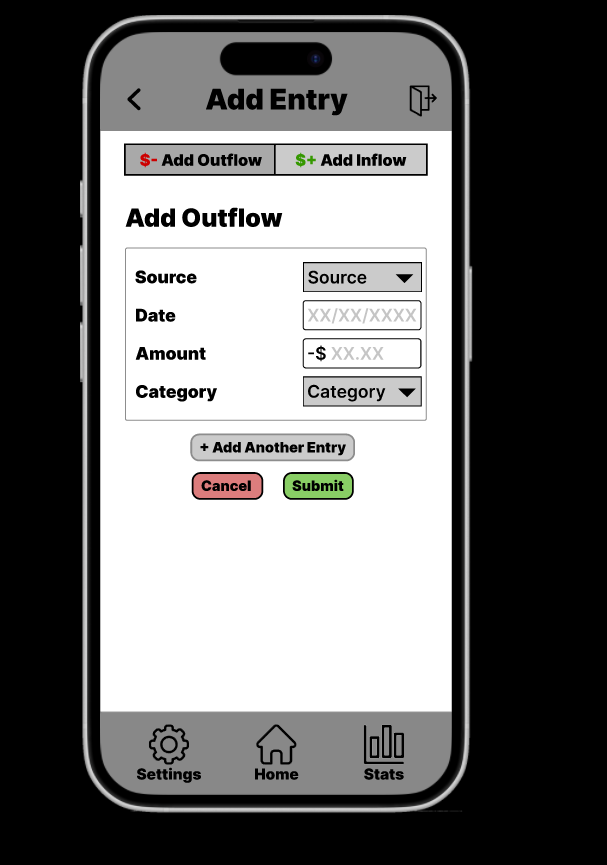 Add Entry
$- Add Outflow $+ Add Inflow
Add Outflow
Source Source
Date XX/XX/XXXX
Amount -$ XX.XX
Category Category
+ Add Another Entry
Cancel Submit
Settings Home Stats